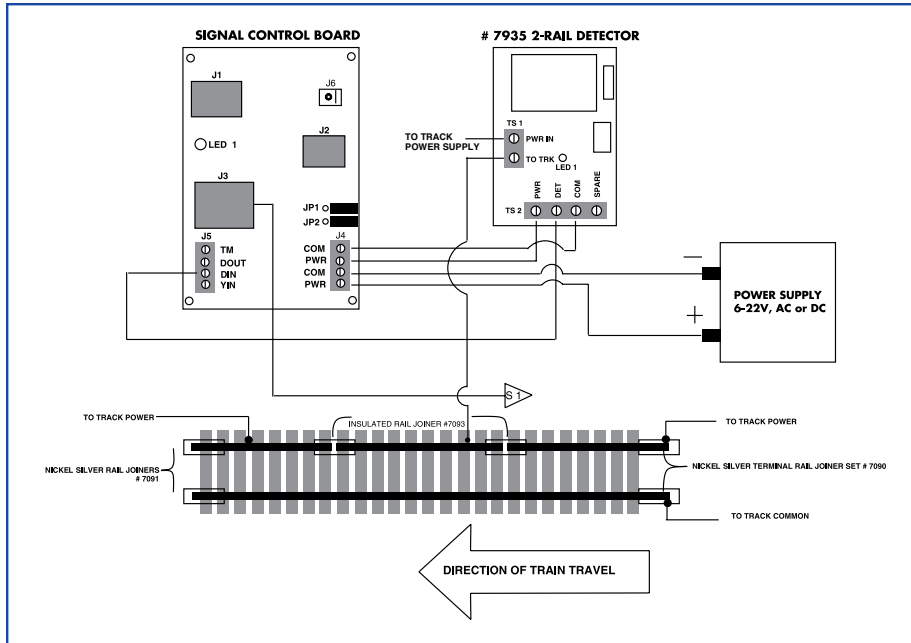 SIGNAL CONTROL BOARD
# 7935 2-RAIL DETECTOR
J1
J6
J2
LED 1
J3
JP1
JP2
J5
J4
TM
DOUT
DIN
YIN
COM
PWR
COM
PWR
TS 1
TO TRACK
POWER SUPPLY
PWR IN
TO TRK
LED 1
PWR
DET
COM
SPARE
TS 2
–
+
POWER SUPPLY
6-22V, AC or DC
S 1
TO TRACK POWER
INSULATED RAIL JOINER #7093
TO TRACK POWER
NICKEL SILVER RAIL JOINERS
# 7091
NICKEL SILVER TERMINAL RAIL JOINER SET # 7090
TO TRACK COMMON
DIRECTION OF TRAIN TRAVEL